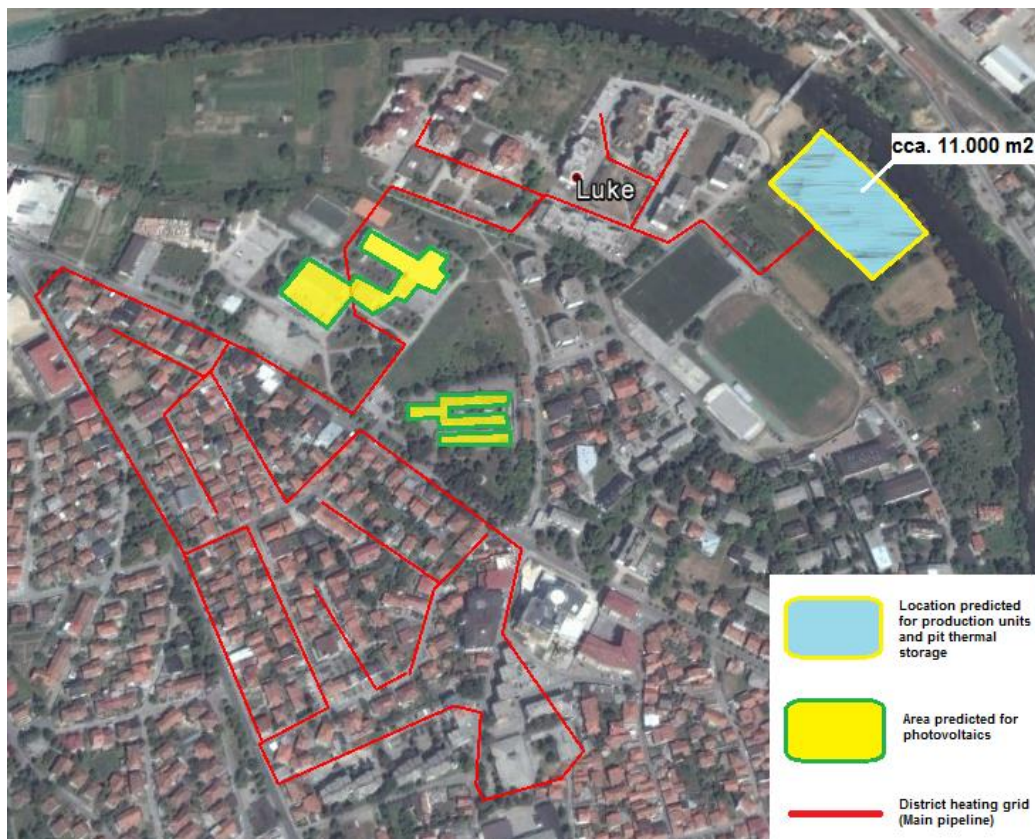 cca. 11.000 m2
Luke
Location predicted
for production units
and pit thermal
storage
Area predicted for
photovoltaics
District heating grid
(Main pipeline)